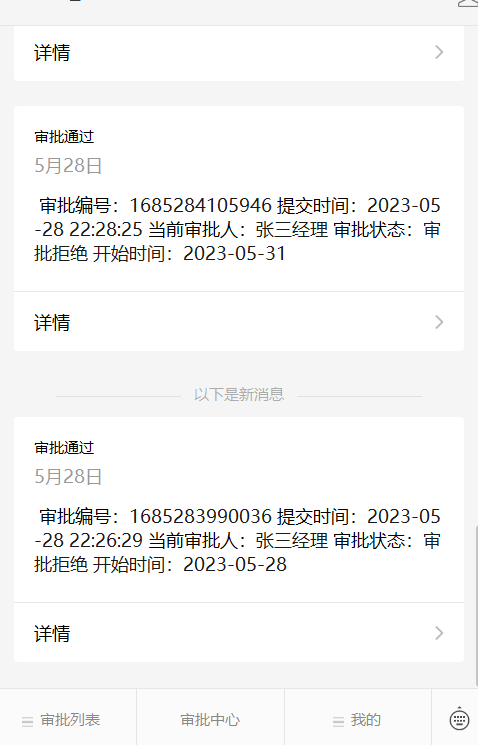 详情
审批通过
5月28日
审批编号：1685284105946 提交时间：2023-05
-28 22:28:25 当前审批人：张三经理 审批状态：审
批拒绝 开始时间：2023-05-31
详情
以下是新消息
审批通过
5月28日
审批编号：1685283990036 提交时间：2023-05
-28 22:26:29 当前审批人：张三经理 审批状态：审
批拒绝 开始时间：2023-05-28
详情
审批列表
审批中心
我的